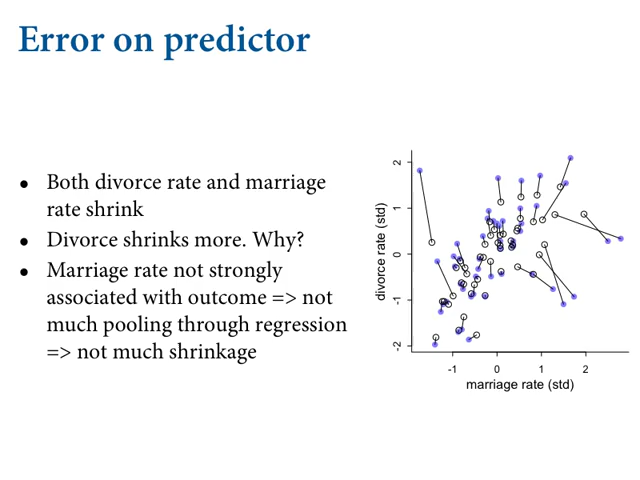 Error on predictor
• Both divorce rate and marriage
rate shrink
• Divorce shrinks more. Why?
• Marriage rate not strongly
associated with outcome => not
much pooling through regression
=> not much shrinkage
divorce rate (std)
2
1
0
-1
-2
-1 0 1 2
marriage rate (std)